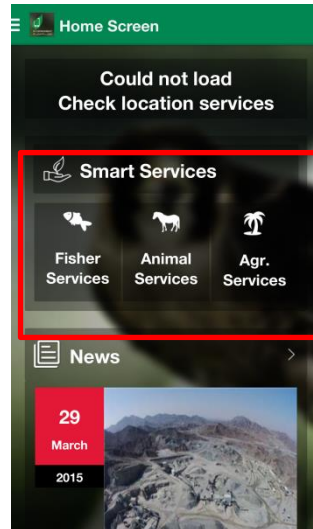 Home Screen
Could not load
Check location services
Smart Services
Fisher
Services
Animal
Services
Agr.
Services
News
29
March
2015